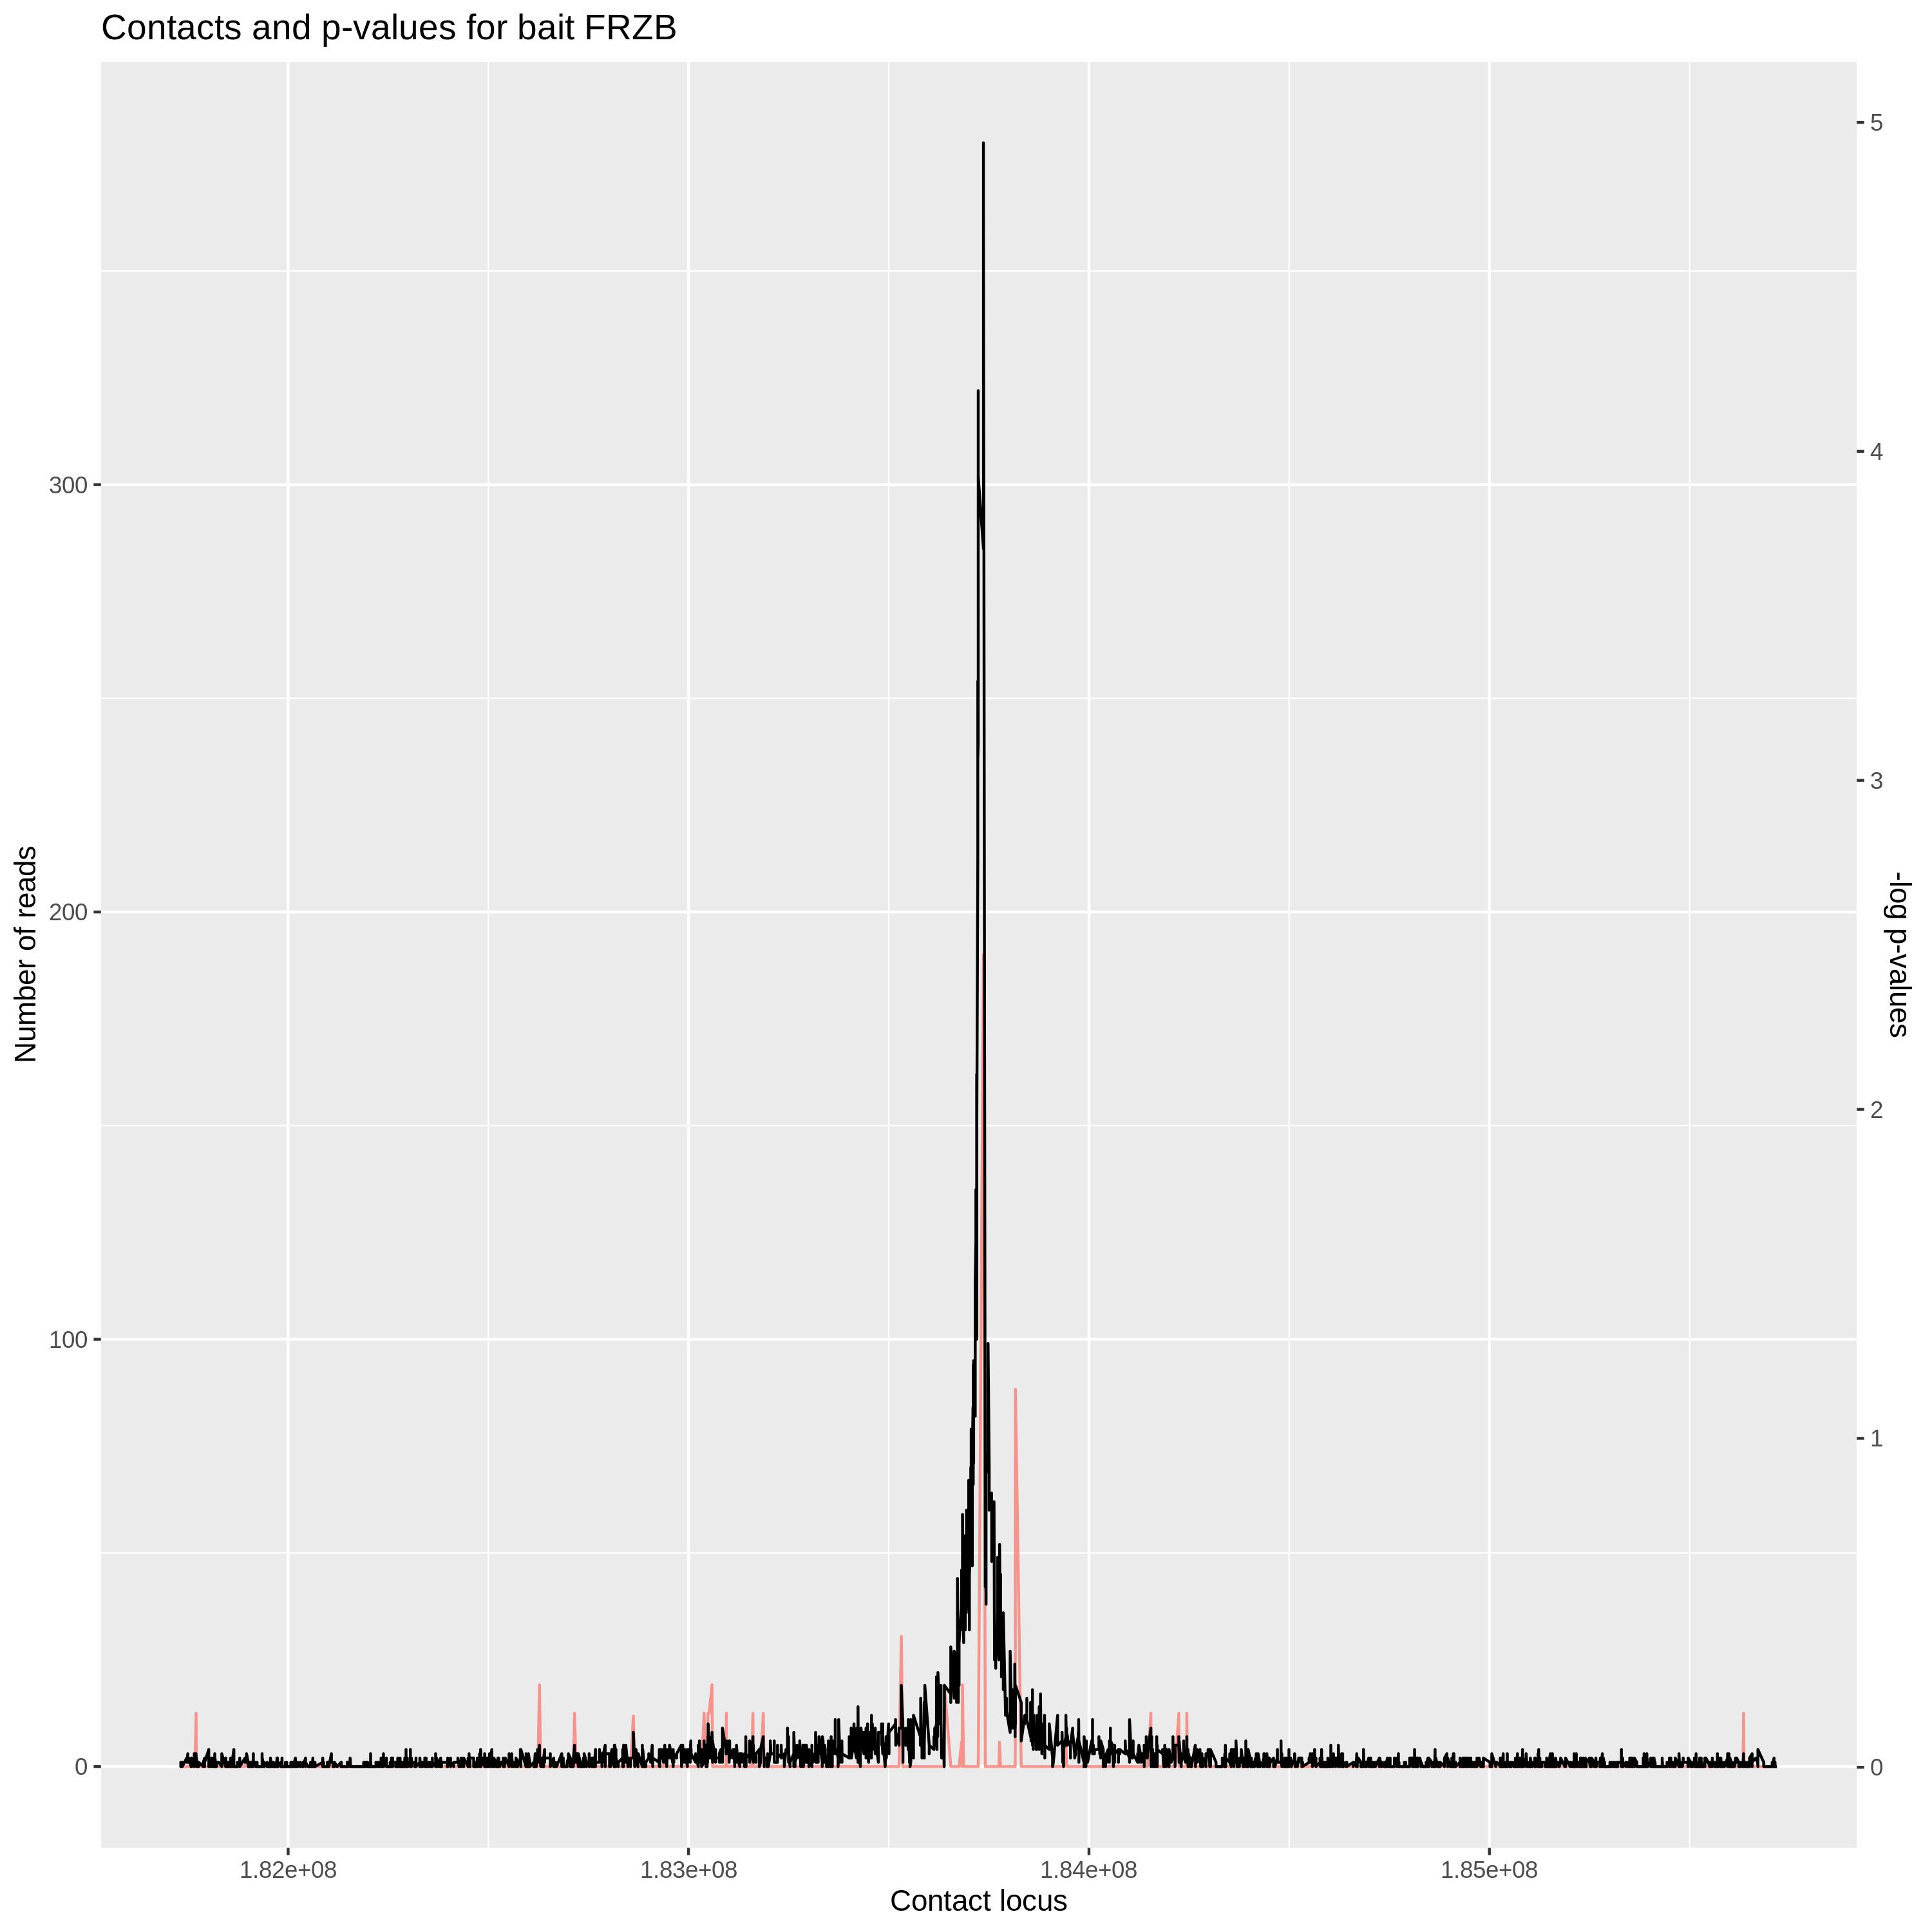 Contacts and p-values for bait FRZB
Number of reads
300
200
100
0
5
4
3
2
1
0
-log p-values
1.82e+08
1.83e+08
1.84e+08
1.85e+08
Contact locus